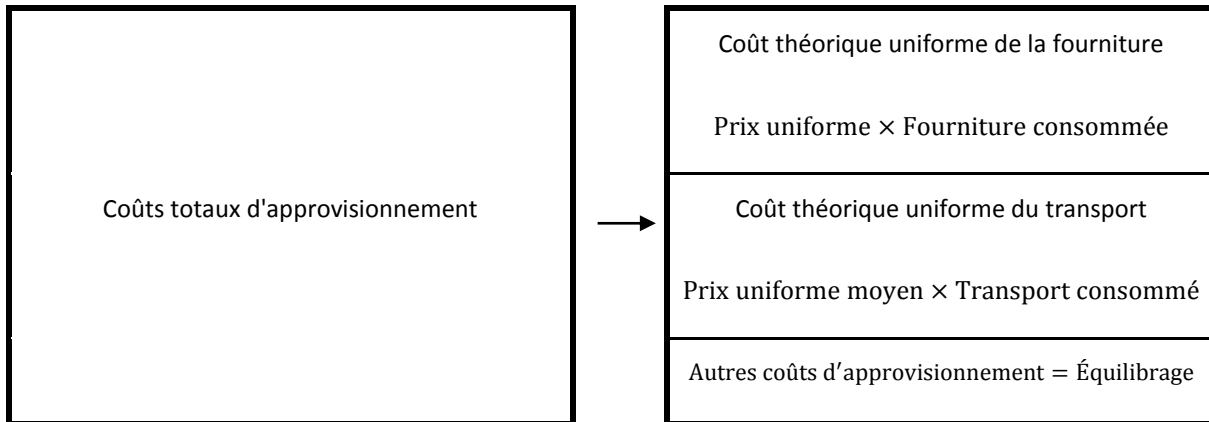 Coûts totaux d'approvisionnement
Coût théorique uniforme de la fourniture
Prix uniforme × Fourniture consommée
Coût théorique uniforme du transport
Prix uniforme moyen × Transport consommé
Autres coûts d′approvisionnement = Équilibrage